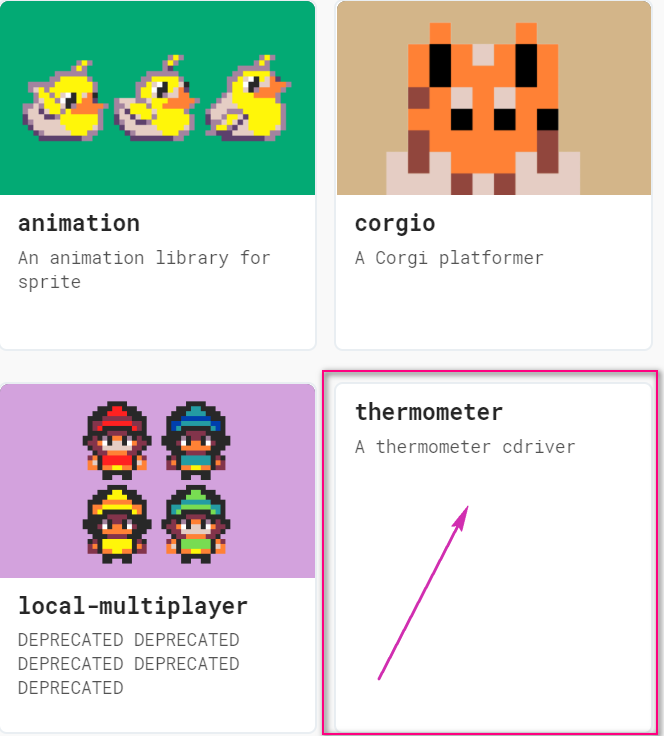 animation
An animation library for
sprite
corgio
A Corgi platformer
local-multiplayer
DEPRECATED DEPRECATED
DEPRECATED DEPRECATED
DEPRECATED
thermometer
A thermometer cdriver